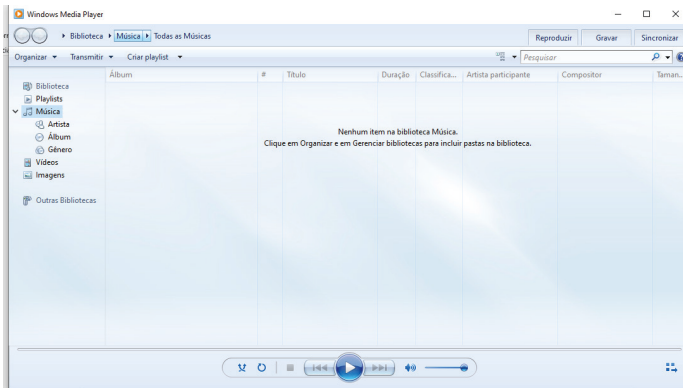 Windows Media Player
Biblioteca Música Todas as Músicas
Reproduzir Gravar Sincronizar
Organizar Transmitir Criar playlist Pesquisar
Álbum # Título Duração Classifica... Artista participante Compositor Taman...
Biblioteca
Playlists
Música
Artista
Álbum
Gênero
Vídeos
Imagens
Outras Bibliotecas
Nenhum item na biblioteca Música.
Clique em Organizar e em Gerenciar bibliotecas para incluir pastas na biblioteca.